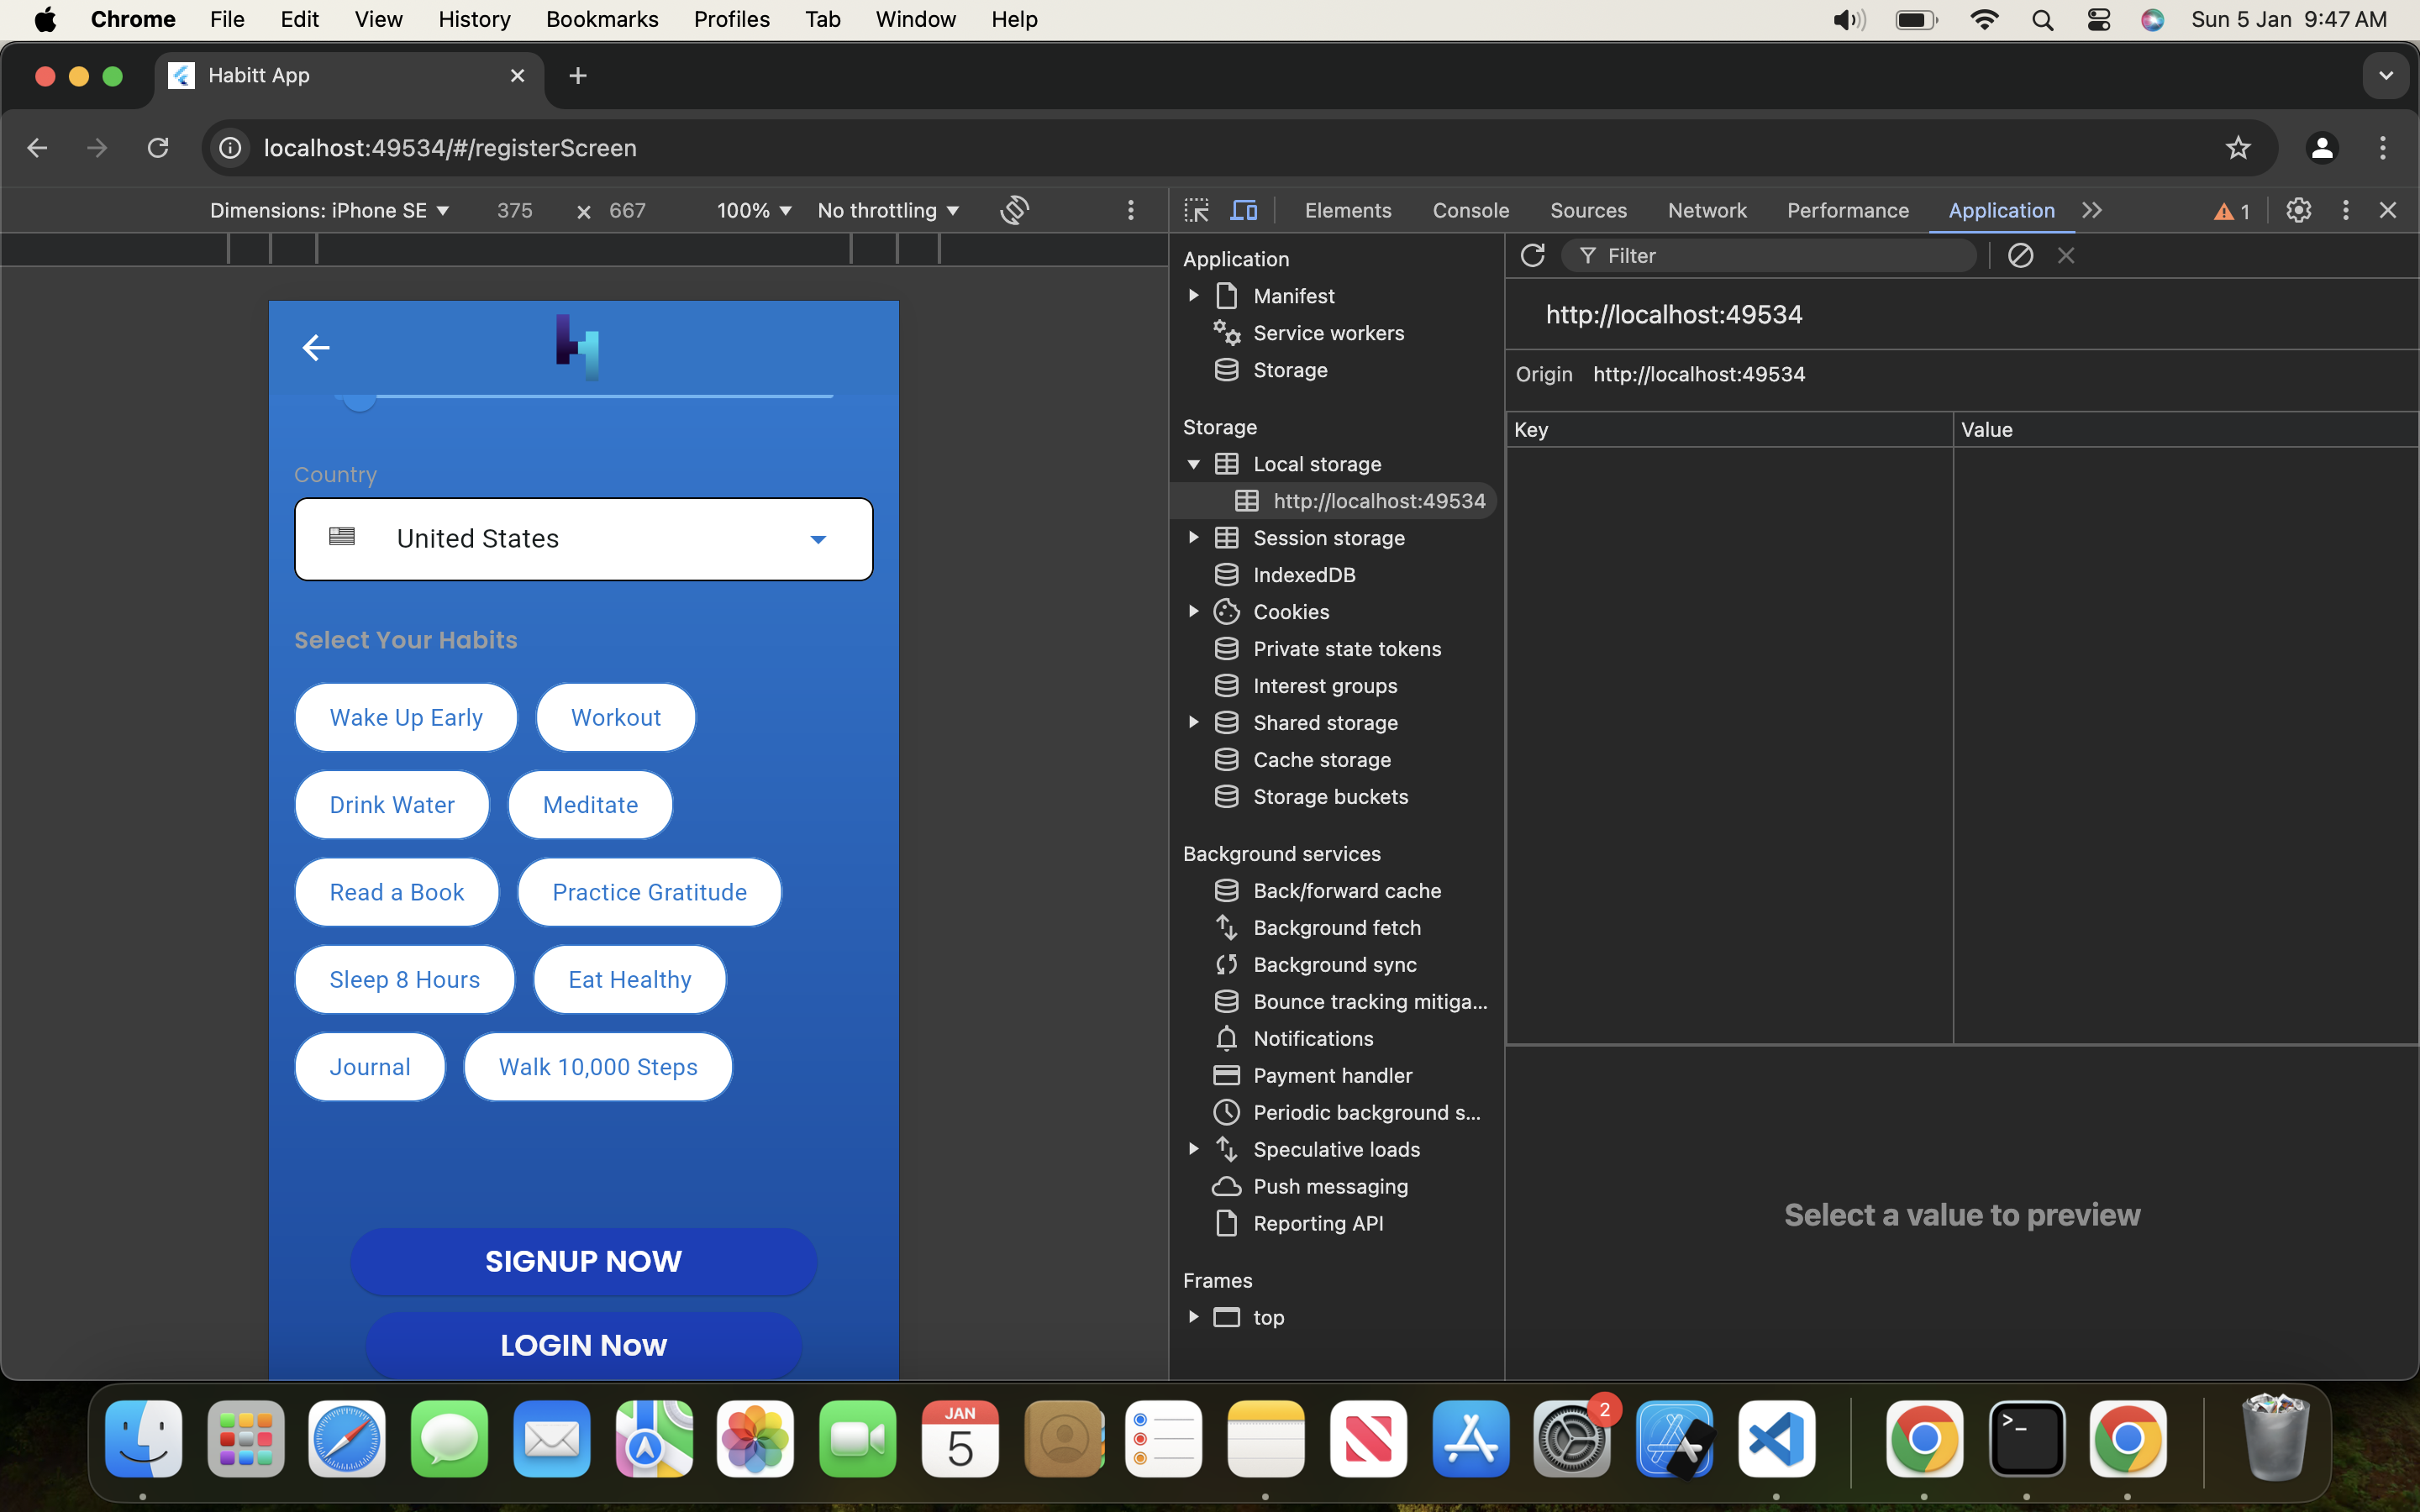 Chrome File Edit View History Bookmarks Profiles Tab Window Help Sun 5 Jan 9:47 AM
Habitt App
localhost:49534/#/registerScreen
Dimensions: iPhone SE 375 x 667 100% No throttling
Elements Console Sources Network Performance Application 1
Country
United States
Select Your Habits
Wake Up Early Workout
Drink Water Meditate
Read a Book Practice Gratitude
Sleep 8 Hours Eat Healthy
Journal Walk 10,000 Steps
SIGNUP NOW
LOGIN Now
Application
Manifest
Service workers
Storage
Storage
Local storage
http://localhost:49534
Session storage
IndexedDB
Cookies
Private state tokens
Interest groups
Shared storage
Cache storage
Storage buckets
Background services
Back/forward cache
Background fetch
Background sync
Bounce tracking mitiga...
Notifications
Payment handler
Periodic background s...
Speculative loads
Push messaging
Reporting API
Frames
top
Filter
http://localhost:49534
Origin http://localhost:49534
Key Value
Select a value to preview
JAN
5
2